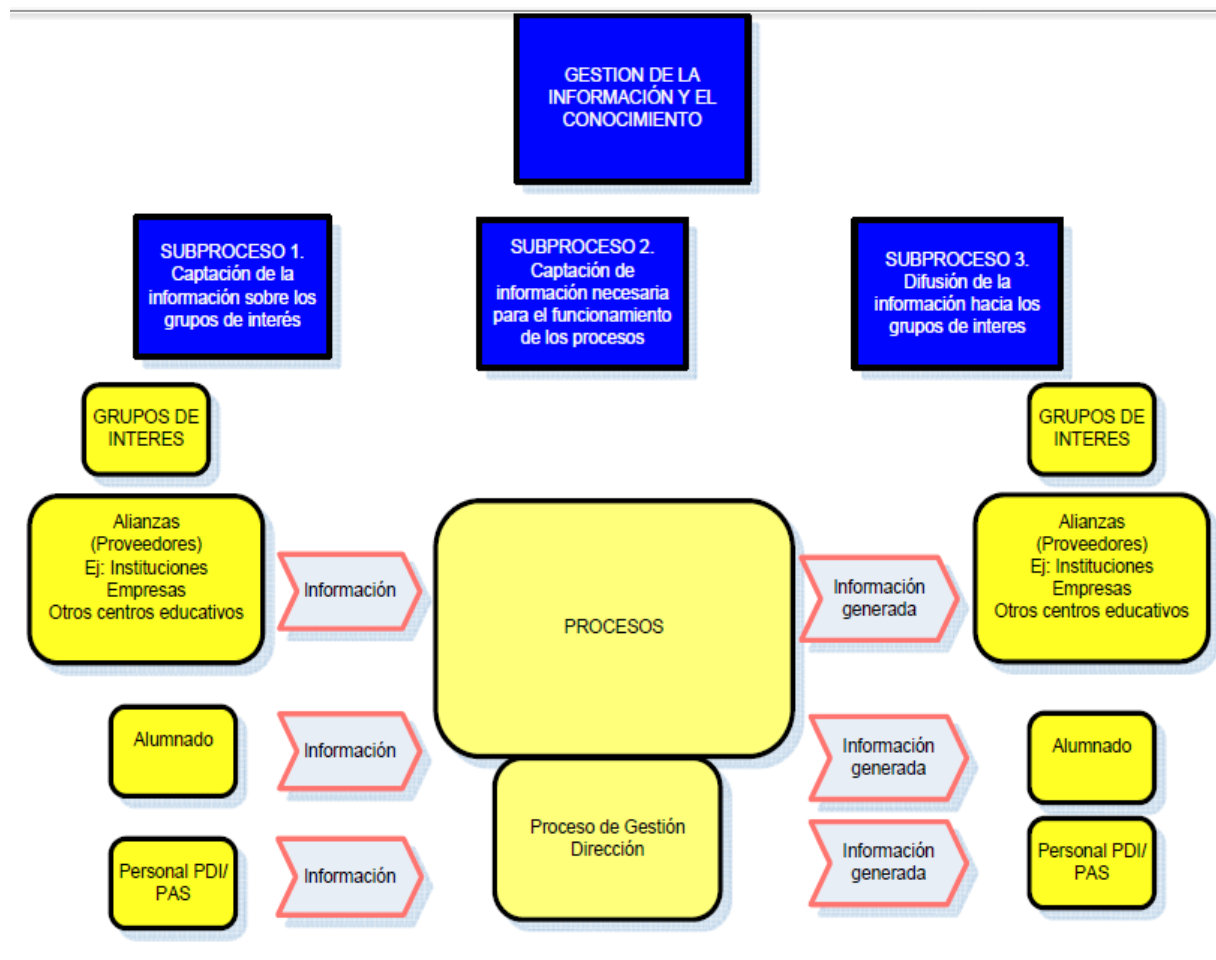 GESTION DE LA
INFORMACIÓN Y EL
CONOCIMIENTO
SUBPROCESO 1.
Captación de la
información sobre los
grupos de interés
SUBPROCESO 2.
Captación de
información necesaria
para el funcionamiento
de los procesos
SUBPROCESO 3.
Difusión de la
información hacia los
grupos de interes
GRUPOS DE
INTERES
GRUPOS DE
INTERES
Alianzas
(Proveedores)
Ej: Instituciones
Empresas
Otros centros educativos
Información
PROCESOS
Información
generada
Alianzas
(Proveedores)
Ej: Instituciones
Empresas
Otros centros educativos
Alumnado
Información
Información
generada
Alumnado
Proceso de Gestión
Dirección
Personal PDI/
PAS
Información
Información
generada
Personal PDI/
PAS